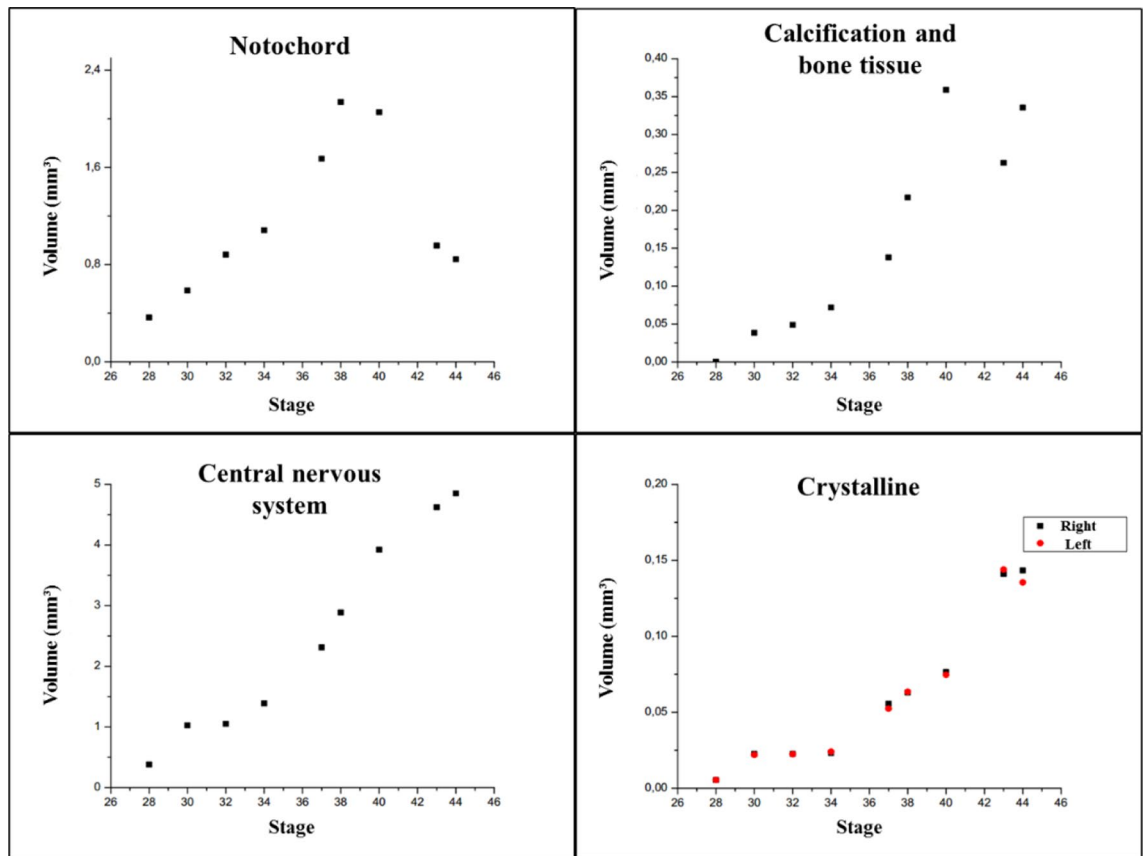 Notochord
2,4
1,6
0,8
0,0
Volume (mm³)
26 28 30 32 34 36 38 40 42 44 46
Stage
Calcification and
bone tissue
0,40
0,35
0,30
0,25
0,20
0,15
0,10
0,05
0,00
Volume (mm³)
26 28 30 32 34 36 38 40 42 44 46
Stage
Central nervous
system
5
4
3
2
1
0
Volume (mm³)
26 28 30 32 34 36 38 40 42 44 46
Stage
Crystalline
Right
Left
0,20
0,15
0,10
0,05
0,00
Volume (mm³)
26 28 30 32 34 36 38 40 42 44 46
Stage